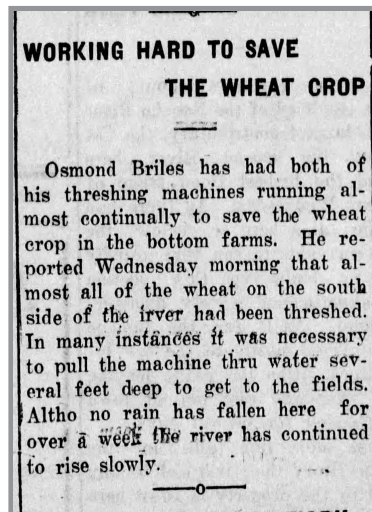 WORKING HARD TO SAVE
THE WHEAT CROP
Osmond Briles has had both of
his threshing machines running al-
most continually to save the wheat
crop in the bottom farms. He re-
ported Wednesday morning that al-
most all of the wheat on the south
side of the irver had been threshed.
In many instances it was necessary
to pull the machine thru water sev-
eral feet deep to get to the fields.
Altho no rain has fallen here for
over a week the river has continued
to rise slowly.